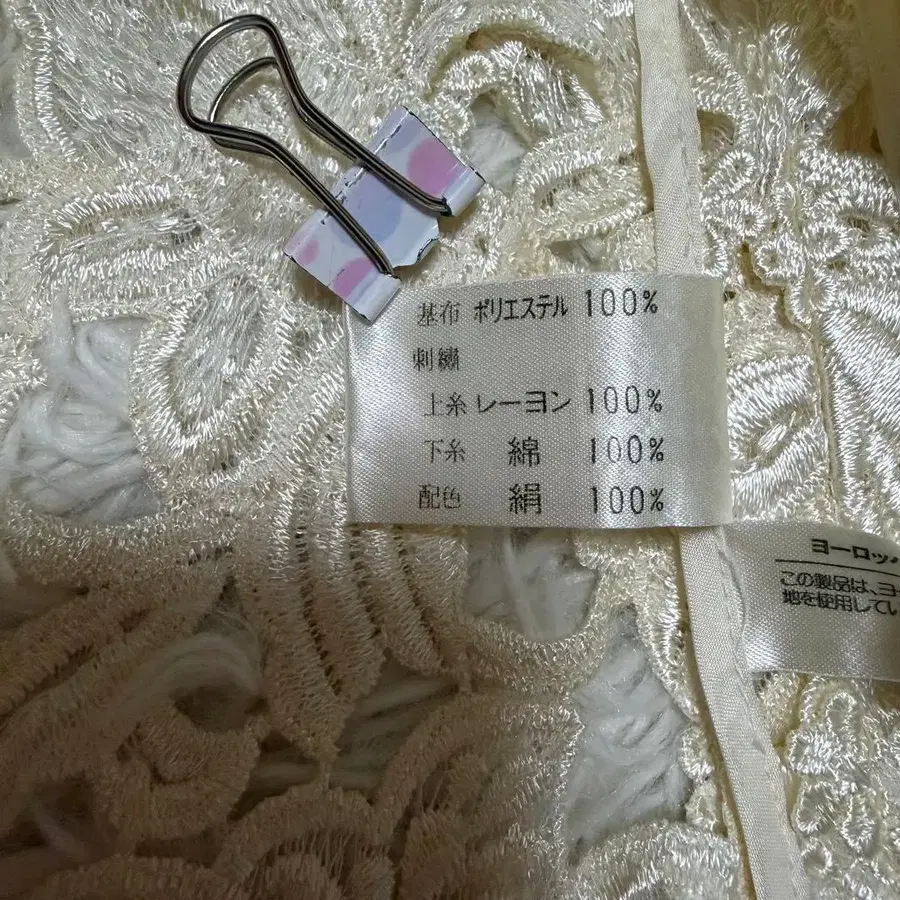 基布 ポリエステル 100%
刺繍
上糸 レーヨン 100%
下糸 綿 100%
配色 絹 100%
ヨーロッ
この製品は、ヨー
地を使用してい